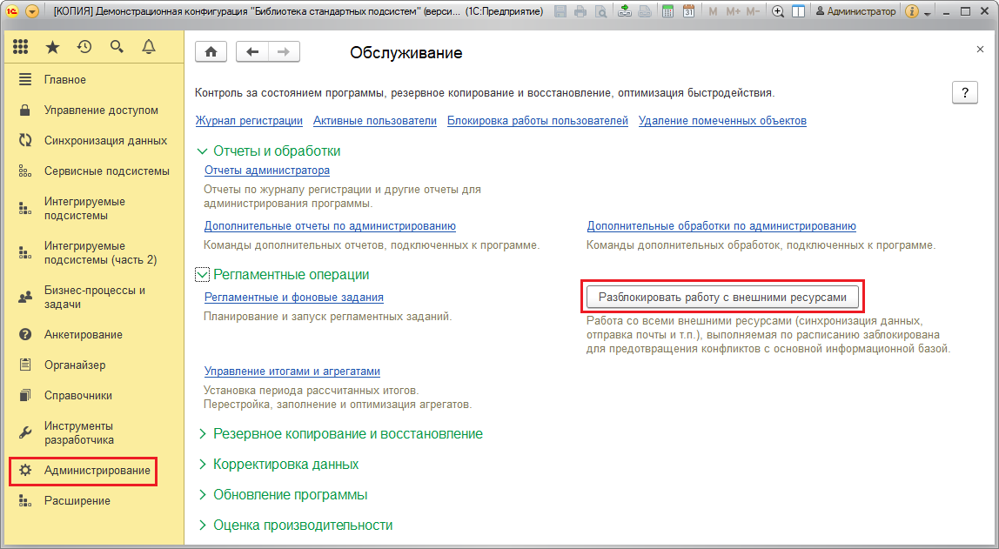 [КОПИЯ] Демонстрационная конфигурация "Библиотека стандартных подсистем" (верси... (1С:Предприятие)
M M+ M-
Администратор
Обслуживание
Главное
Управление доступом
Синхронизация данных
Сервисные подсистемы
Интегрируемые
подсистемы
Интегрируемые
подсистемы (часть 2)
Бизнес-процессы и
задачи
Анкетирование
Органайзер
Справочники
Инструменты
разработчика
Администрирование
Расширение
Контроль за состоянием программы, резервное копирование и восстановление, оптимизация быстродействия.
?
Журнал регистрации Активные пользователи Блокировка работы пользователей Удаление помеченных объектов
Отчеты и обработки
Отчеты администратора
Отчеты по журналу регистрации и другие отчеты для
администрирования программы.
Дополнительные отчеты по администрированию
Команды дополнительных отчетов, подключенных к программе.
Дополнительные обработки по администрированию
Команды дополнительных обработок, подключенных к программе.
Регламентные операции
Регламентные и фоновые задания
Планирование и запуск регламентных заданий.
Разблокировать работу с внешними ресурсами
Работа со всеми внешними ресурсами (синхронизация данных,
отправка почты и т.п.), выполняемая по расписанию заблокирована
для предотвращения конфликтов с основной информационной базой.
Управление итогами и агрегатами
Установка периода рассчитанных итогов.
Перестройка, заполнение и оптимизация агрегатов.
Резервное копирование и восстановление
Корректировка данных
Обновление программы
Оценка производительности